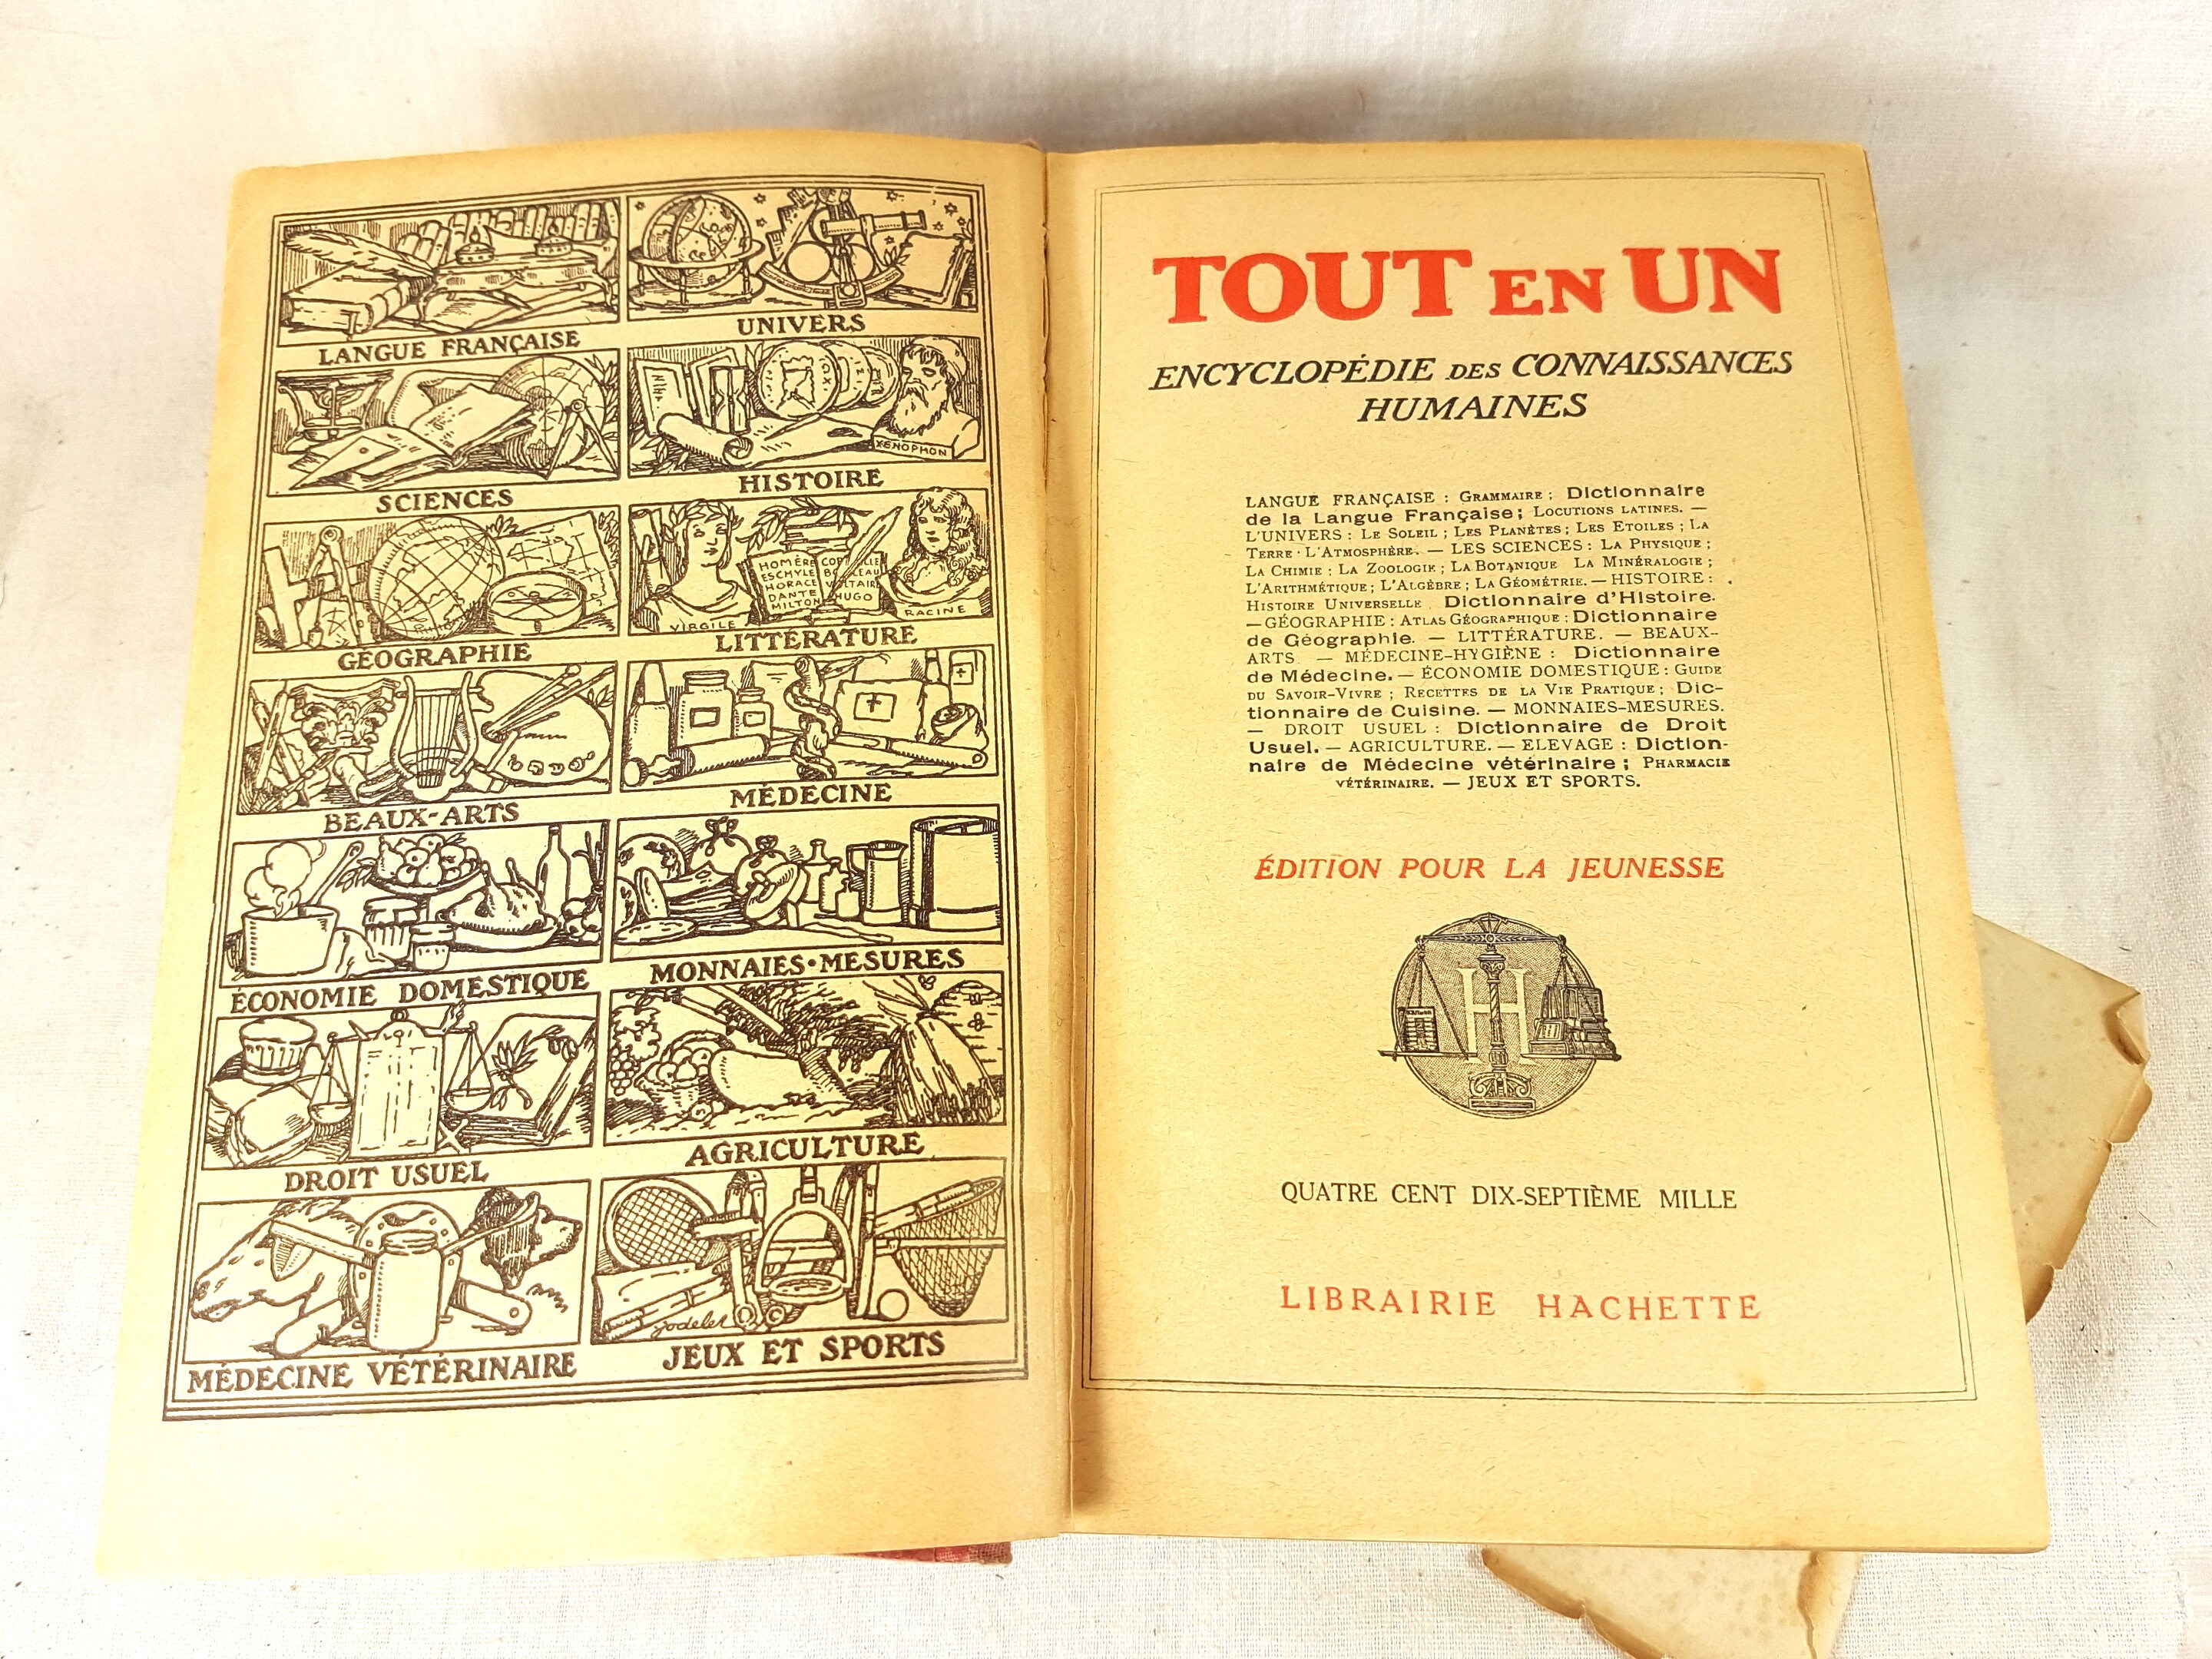 LANGUE FRANÇAISE
UNIVERS
SCIENCES
XENOPHON
HISTOIRE
GÉOGRAPHIE
HOMÈRE
ESCHYLE
HORACE
DANTE
MILTON
VOLTAIRE
HUGO
VIRGILE
RACINE
LITTÉRATURE
BEAUX-ARTS
MÉDECINE
ÉCONOMIE DOMESTIQUE
MONNAIES•MESURES
DROIT USUEL
AGRICULTURE
MÉDECINE VÉTÉRINAIRE
JEUX ET SPORTS
TOUT EN UN
ENCYCLOPÉDIE DES CONNAISSANCES
HUMAINES
LANGUE FRANÇAISE : GRAMMAIRE ; Dictionnaire
de la Langue Française ; LOCUTIONS LATINES. —
L'UNIVERS : LE SOLEIL ; LES PLANÈTES ; LES ETOILES ; LA
TERRE · L'ATMOSPHÈRE. — LES SCIENCES : LA PHYSIQUE ;
LA CHIMIE : LA ZOOLOGIE ; LA BOTANIQUE LA MINÉRALOGIE ;
L'ARITHMÉTIQUE ; L'ALGÈBRE ; LA GÉOMÉTRIE. — HISTOIRE :
HISTOIRE UNIVERSELLE Dictionnaire d'Histoire.
— GÉOGRAPHIE : ATLAS GÉOGRAPHIQUE : Dictionnaire
de Géographie. — LITTÉRATURE. — BEAUX-
ARTS — MÉDECINE-HYGIÈNE : Dictionnaire
de Médecine. — ÉCONOMIE DOMESTIQUE : GUIDE
DU SAVOIR-VIVRE ; RECETTES DE LA VIE PRATIQUE ; Dic-
tionnaire de Cuisine. — MONNAIES-MESURES.
— DROIT USUEL : Dictionnaire de Droit
Usuel. — AGRICULTURE. — ELEVAGE : Diction-
naire de Médecine vétérinaire ; PHARMACIE
VÉTÉRINAIRE. — JEUX ET SPORTS.
ÉDITION POUR LA JEUNESSE
H
QUATRE CENT DIX-SEPTIÈME MILLE
LIBRAIRIE HACHETTE